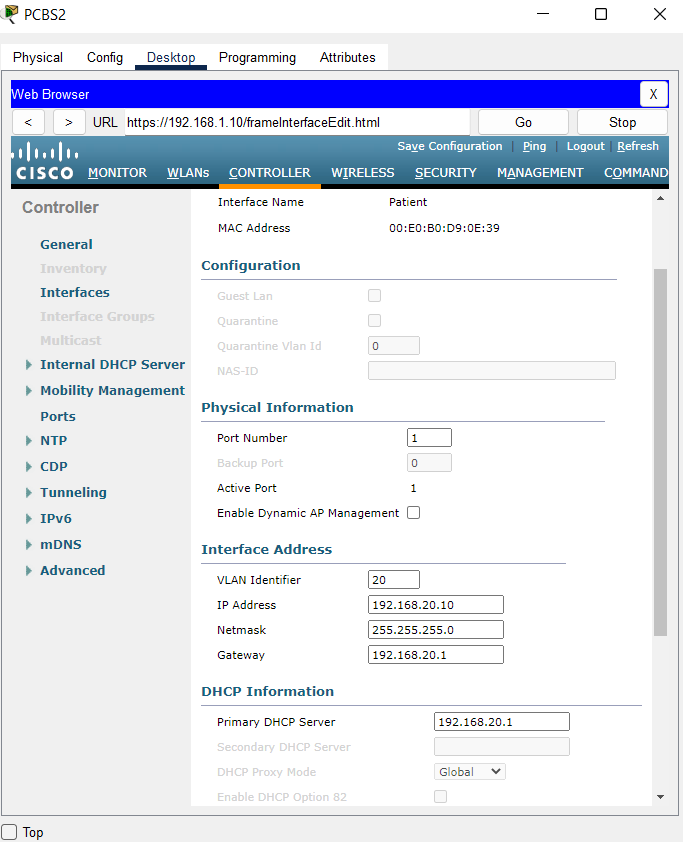 PCBS2
Physical Config Desktop Programming Attributes
Web Browser X
< > URL https://192.168.1.10/frameInterfaceEdit.html Go Stop
Save Configuration | Ping | Logout | Refresh
CISCO MONITOR WLANs CONTROLLER WIRELESS SECURITY MANAGEMENT COMMAND
Controller
General
Inventory
Interfaces
Interface Groups
Multicast
Internal DHCP Server
Mobility Management
Ports
NTP
CDP
Tunneling
IPv6
mDNS
Advanced
Interface Name Patient
MAC Address 00:E0:B0:D9:0E:39
Configuration
Guest Lan
Quarantine
Quarantine Vlan Id 0
NAS-ID
Physical Information
Port Number 1
Backup Port 0
Active Port 1
Enable Dynamic AP Management
Interface Address
VLAN Identifier 20
IP Address 192.168.20.10
Netmask 255.255.255.0
Gateway 192.168.20.1
DHCP Information
Primary DHCP Server 192.168.20.1
Secondary DHCP Server
DHCP Proxy Mode Global
Enable DHCP Option 82
Top